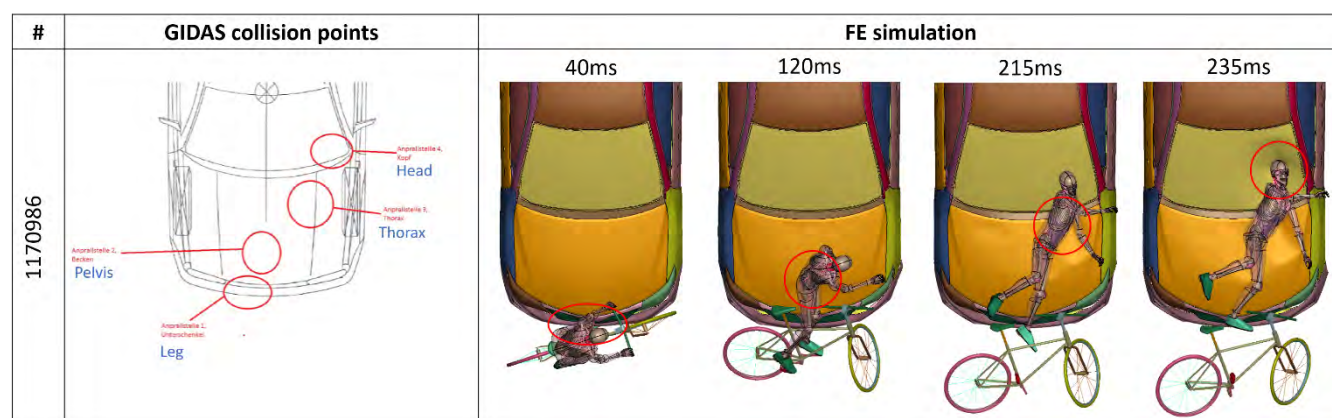 #
GIDAS collision points
FE simulation
1170986
Anprallstelle 4,
Kopf
Head
Anprallstelle 3,
Thorax
Thorax
Anprallstelle 2,
Becken
Pelvis
Anprallstelle 1,
Unterschenkel
Leg
40ms
120ms
215ms
235ms